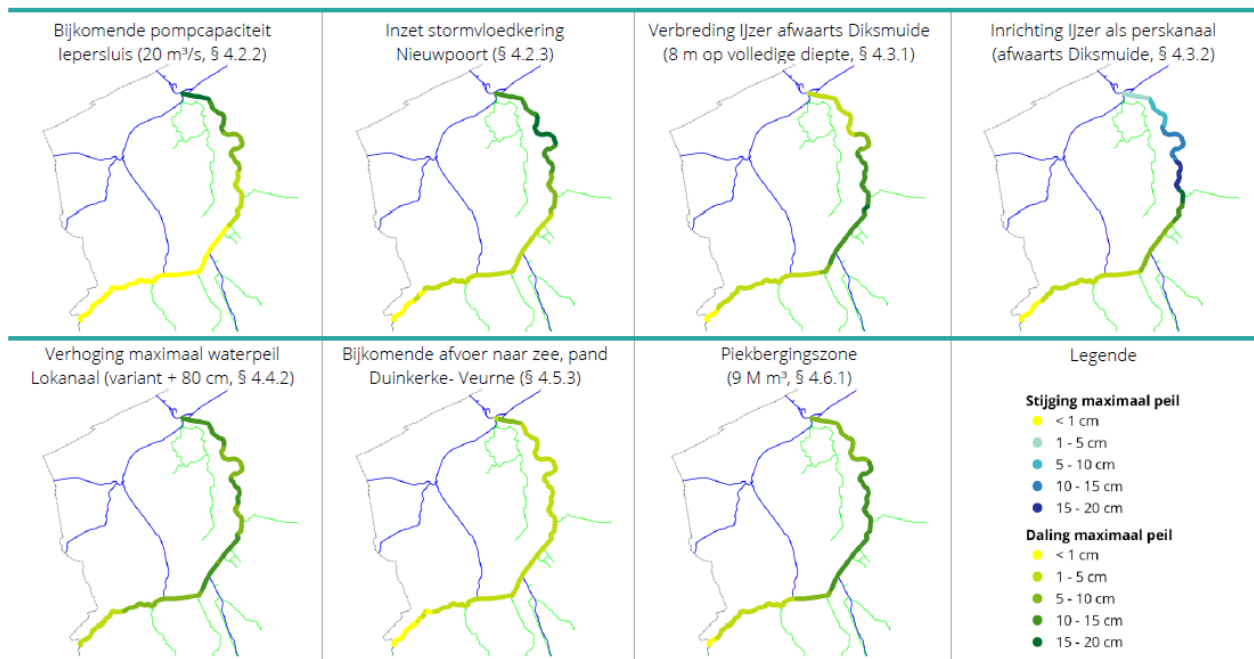 Bijkomende pompcapaciteit
Iepersluis (20 m³/s, § 4.2.2)
Inzet stormvloedkering
Nieuwpoort (§ 4.2.3)
Verbreding IJzer afwaarts Diksmuide
(8 m op volledige diepte, § 4.3.1)
Inrichting IJzer als perskanaal
(afwaarts Diksmuide, § 4.3.2)
Verhoging maximaal waterpeil
Lokanaal (variant + 80 cm, § 4.4.2)
Bijkomende afvoer naar zee, pand
Duinkerke- Veurne (§ 4.5.3)
Piekbergingszone
(9 M m³, § 4.6.1)
Legende
Stijging maximaal peil
< 1 cm
1 - 5 cm
5 - 10 cm
10 - 15 cm
15 - 20 cm
Daling maximaal peil
< 1 cm
1 - 5 cm
5 - 10 cm
10 - 15 cm
15 - 20 cm